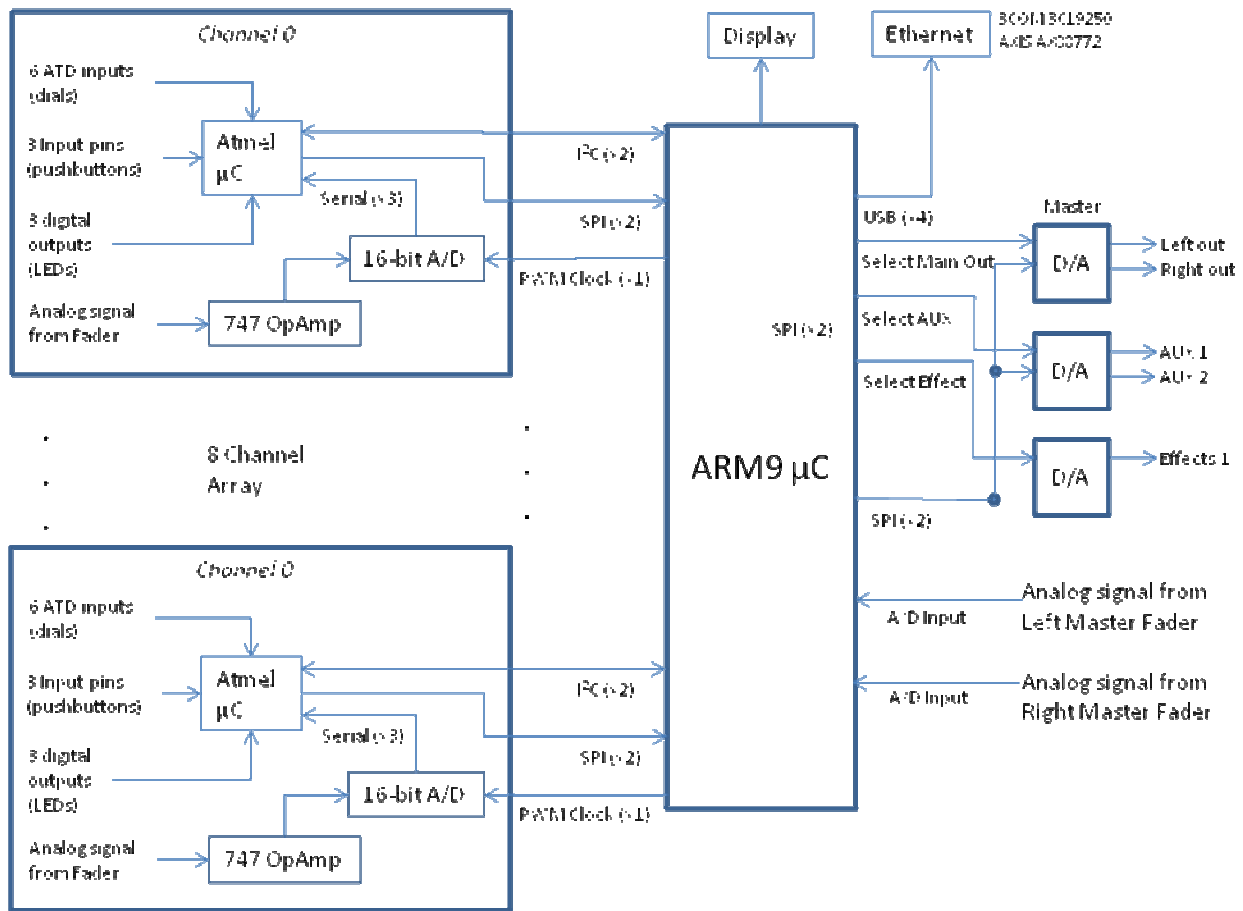 Channel 0
6 ATD inputs
(dials)
3 Input pins
(pushbuttons)
3 digital
outputs
(LEDs)
Analog signal
from Fader
Atmel
µC
Serial (x3)
16-bit A/D
747 OpAmp
I²C (x2)
SPI (x2)
PWM Clock (x1)
8 Channel
Array
Channel 0
6 ATD inputs
(dials)
3 Input pins
(pushbuttons)
3 digital
outputs
(LEDs)
Analog signal
from Fader
Atmel
µC
Serial (x3)
16-bit A/D
747 OpAmp
I²C (x2)
SPI (x2)
PWM Clock (x1)
Display
Ethernet
ARM9 µC
SPI (x2)
USB (x4)
Select Main Out
Select AUX
Select Effect
SPI (x2)
A/D Input
A/D Input
Master
D/A
Left out
Right out
D/A
AUX 1
AUX 2
D/A
Effects 1
Analog signal from
Left Master Fader
Analog signal from
Right Master Fader